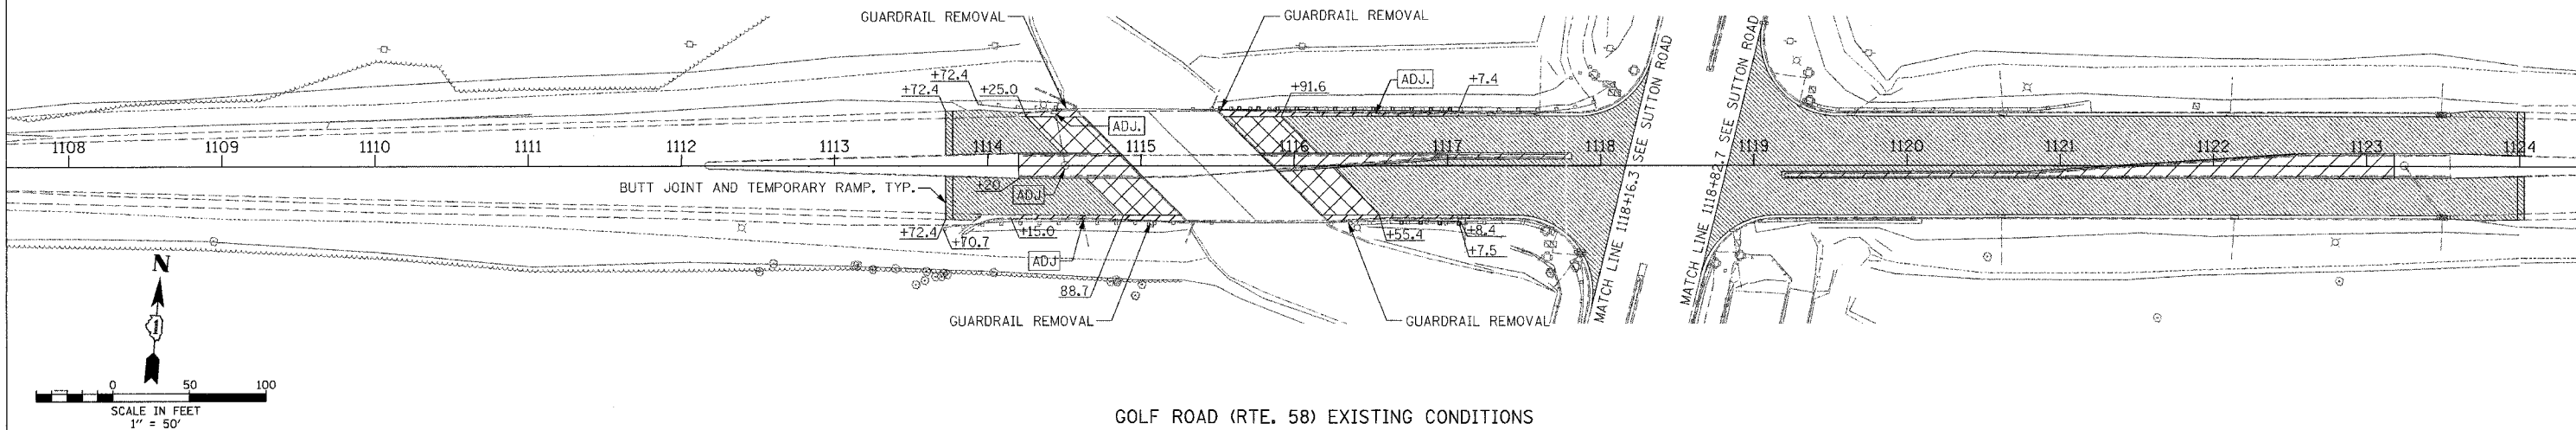 GUARDRAIL REMOVAL
GUARDRAIL REMOVAL
+72.4
+72.4
+25.0
ADJ.
+91.6
ADJ.
+7.4
1108
1109
1110
1111
1112
1113
1114
1115
1116
1117
1118
1119
1120
1121
1122
1123
1124
MATCH LINE 1118+16.3 SEE SUTTON ROAD
MATCH LINE 1118+82.7 SEE SUTTON ROAD
BUTT JOINT AND TEMPORARY RAMP, TYP.
+20
ADJ
+72.4
+70.7
+15.0
ADJ
88.7
+55.4
+8.4
+7.5
GUARDRAIL REMOVAL
GUARDRAIL REMOVAL
N
0 50 100
SCALE IN FEET
1" = 50'
GOLF ROAD (RTE. 58) EXISTING CONDITIONS